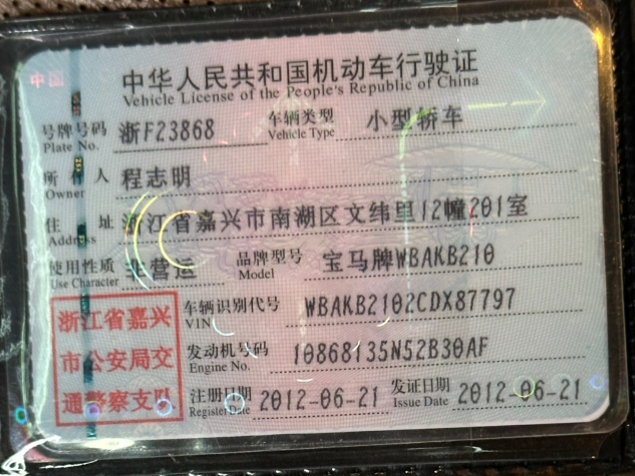 中国
中华人民共和国机动车行驶证
Vehicle License of the People's Republic of China
号牌号码 浙F23868 车辆类型 小型轿车
Plate No. Vehicle Type
所有人 程志明
Owner
住址 浙江省嘉兴市南湖区文纬里12幢201室
Address
使用性质 非营运 品牌型号 宝马牌WBAKB210
Use Character Model
浙江省嘉兴市公安局交通警察支队
车辆识别代号 WBAKB2102CDX87797
VIN
发动机号码 10868135N52B30AF
Engine No.
注册日期 2012-06-21 发证日期 2012-06-21
Register Date Issue Date